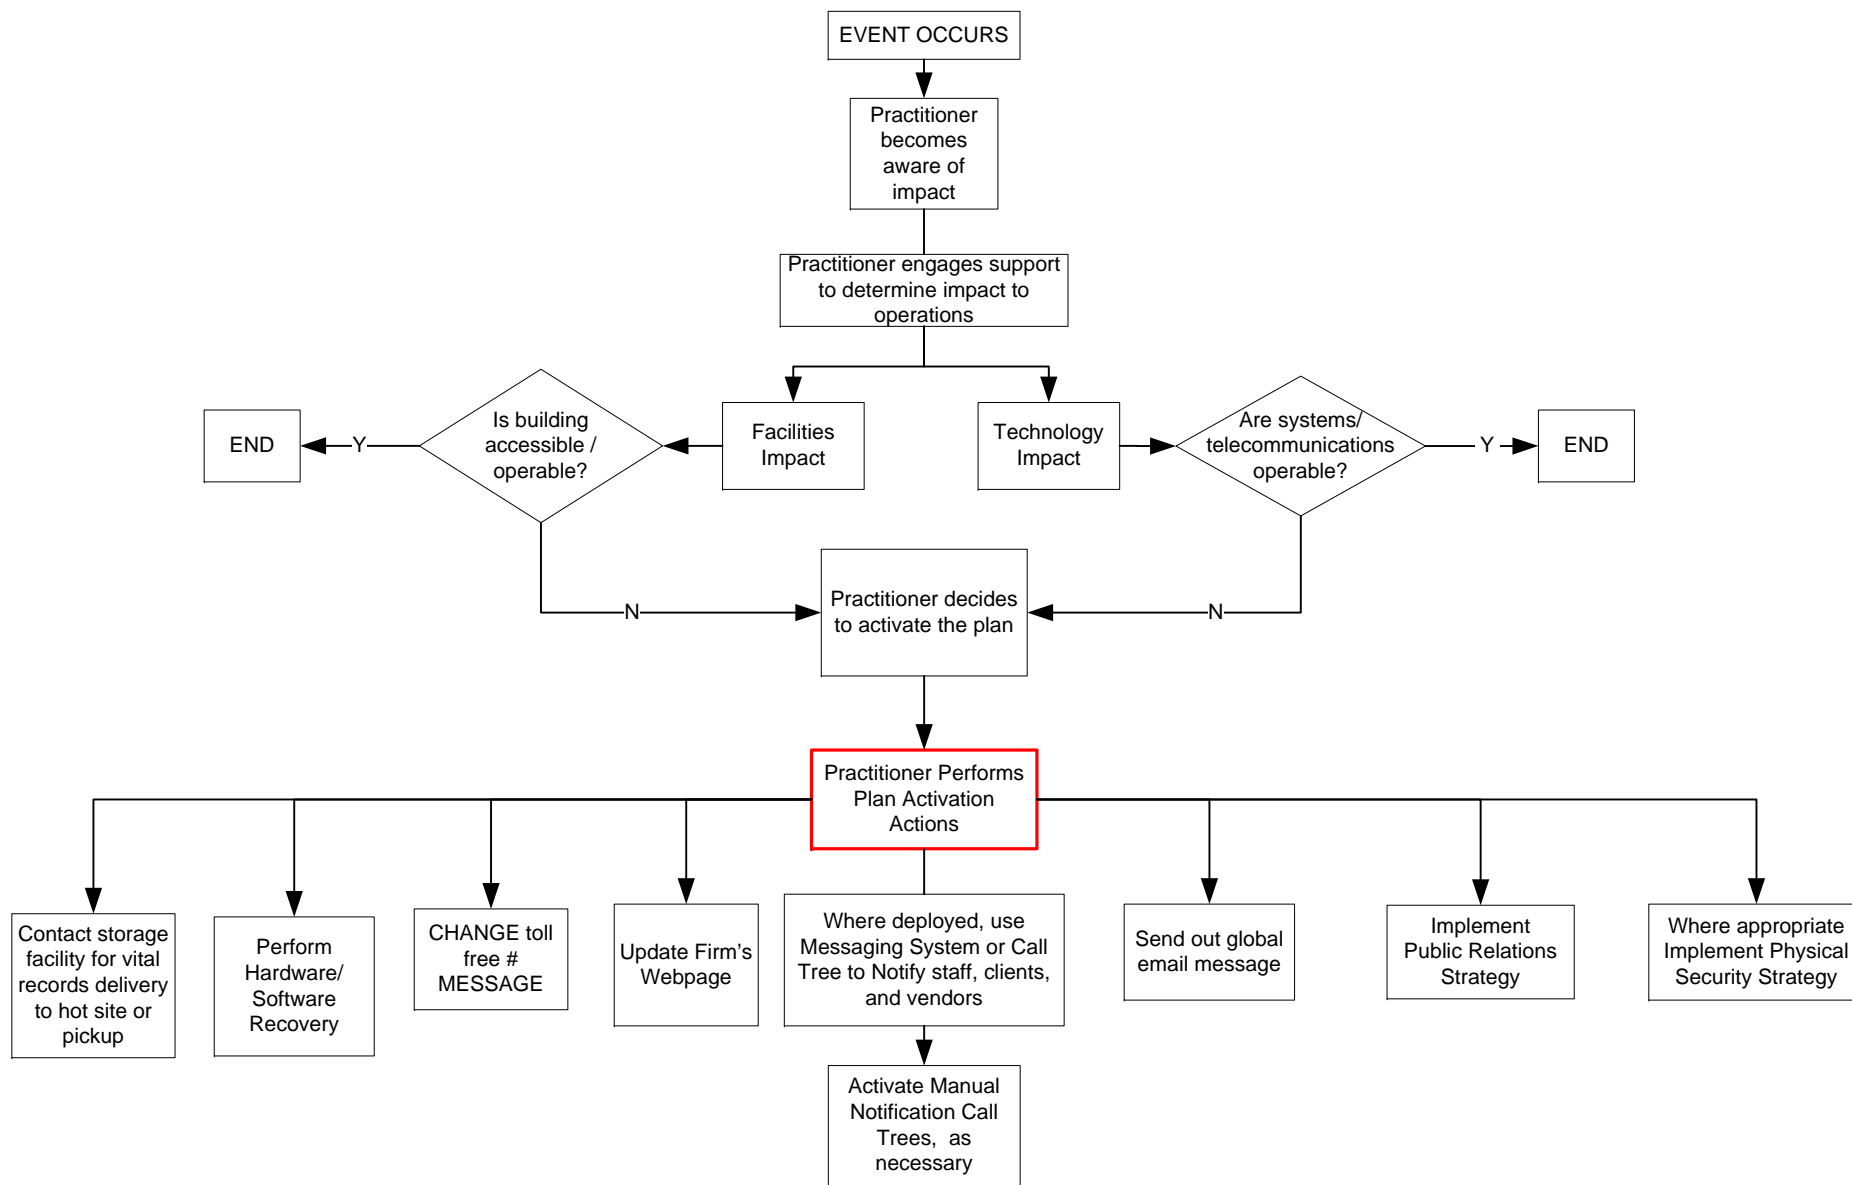 EVENT OCCURS
Practitioner
becomes
aware of
impact
Practitioner engages support
to determine impact to
operations
END
Y
Is building
accessible /
operable?
Facilities
Impact
Technology
Impact
Are systems/
telecommunications
operable?
Y
END
N
Practitioner decides
to activate the plan
N
Practitioner Performs
Plan Activation
Actions
Contact storage
facility for vital
records delivery
to hot site or
pickup
Perform
Hardware/
Software
Recovery
CHANGE toll
free #
MESSAGE
Update Firm's
Webpage
Where deployed, use
Messaging System or Call
Tree to Notify staff, clients,
and vendors
Send out global
email message
Implement
Public Relations
Strategy
Where appropriate
Implement Physical
Security Strategy
Activate Manual
Notification Call
Trees, as
necessary